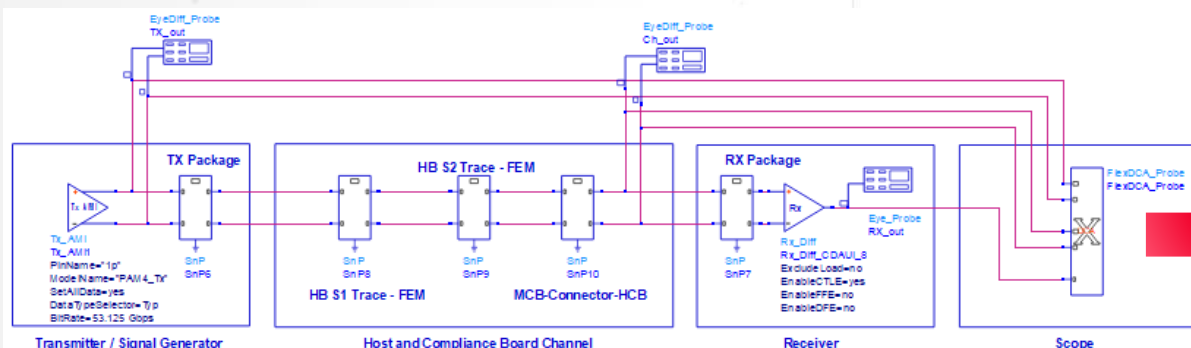 EyeDiff_Probe
TX_out
EyeDiff_Probe
Ch_out
TX Package
HB S2 Trace - FEM
RX Package
FlexDCA_Probe
FlexDCA_Probe
Tx AMI
Rx
Eye_Probe
RX_out
Tx_AMI
Tx_AMI1
PinName="1p"
ModelName="PAM4_Tx"
SetAllData=yes
DataTypeSelector=Typ
BitRate=53.125 Gbps
SnP
SnP6
SnP
SnP8
SnP
SnP9
SnP
SnP10
SnP
SnP7
Rx_Diff
Rx_Diff_CDAUI_8
ExcludeLoad=no
EnableCTLE=yes
EnableFFE=no
EnableDFE=no
HB S1 Trace - FEM
MCB-Connector-HCB
Transmitter / Signal Generator
Host and Compliance Board Channel
Receiver
Scope